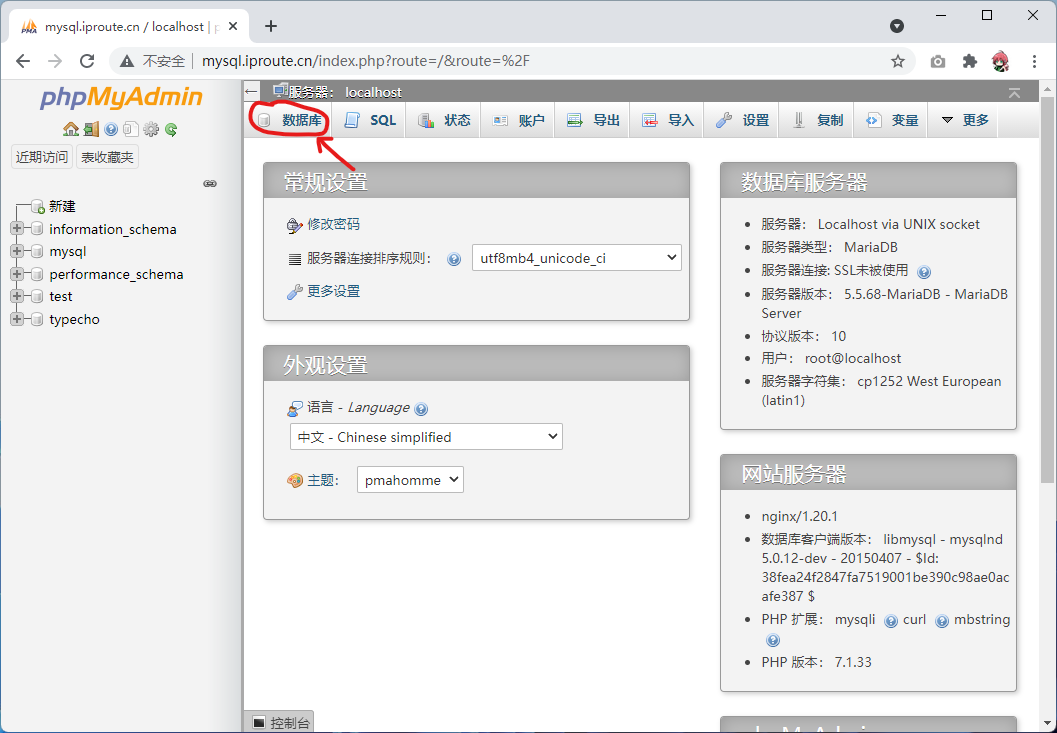 mysql.iproute.cn / localhost | p
不安全 mysql.iproute.cn/index.php?route=/&route=%2F
phpMyAdmin
近期访问 表收藏夹
新建
information_schema
mysql
performance_schema
test
typecho
服务器: localhost
数据库 SQL 状态 账户 导出 导入 设置 复制 变量 更多
常规设置
修改密码
服务器连接排序规则: utf8mb4_unicode_ci
更多设置
外观设置
语言 - Language
中文 - Chinese simplified
主题: pmahomme
数据库服务器
服务器: Localhost via UNIX socket
服务器类型: MariaDB
服务器连接: SSL未被使用
服务器版本: 5.5.68-MariaDB - MariaDB
Server
协议版本: 10
用户: root@localhost
服务器字符集: cp1252 West European
(latin1)
网站服务器
nginx/1.20.1
数据库客户端版本: libmysql - mysqlnd
5.0.12-dev - 20150407 - $Id:
38fea24f2847fa7519001be390c98ae0ac
afe387 $
PHP 扩展: mysqli curl mbstring
PHP 版本: 7.1.33
控制台